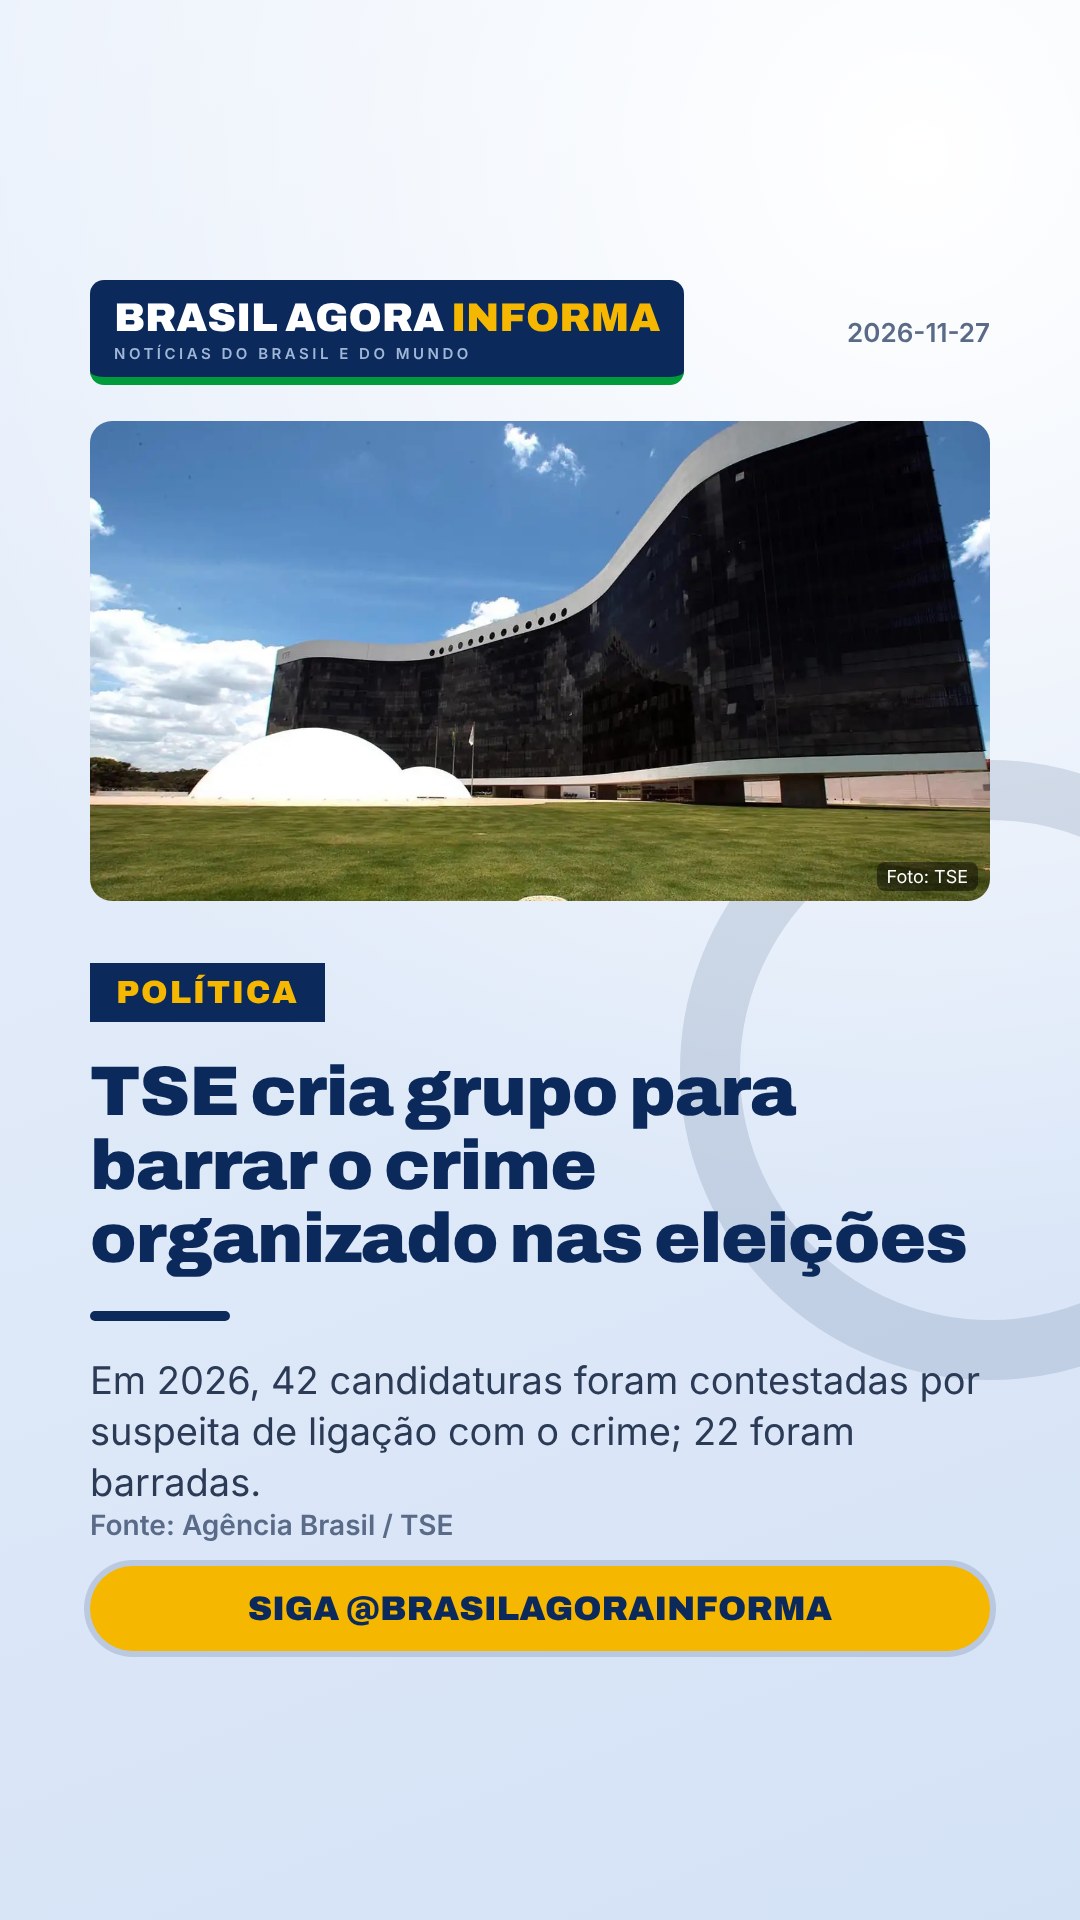 BRASIL AGORA INFORMA
NOTÍCIAS DO BRASIL E DO MUNDO
2026-11-27
Foto: TSE
POLÍTICA
TSE cria grupo para
barrar o crime
organizado nas eleições
Em 2026, 42 candidaturas foram contestadas por
suspeita de ligação com o crime; 22 foram
barradas.
Fonte: Agência Brasil / TSE
SIGA @BRASILAGORAINFORMA